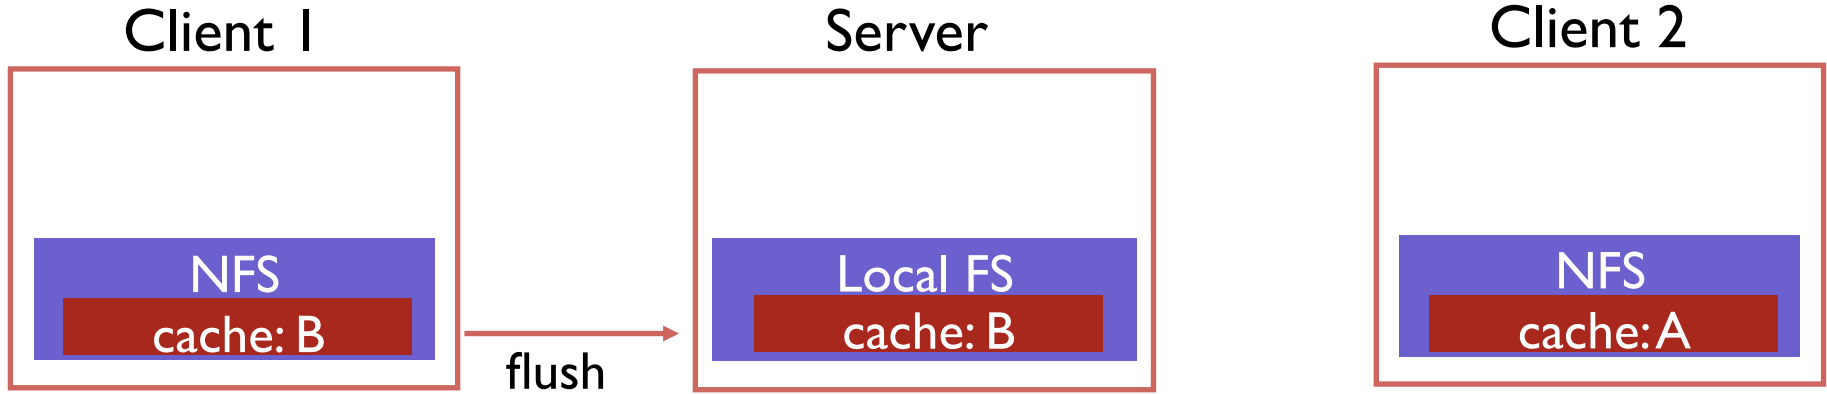 Client 1
NFS
cache: B
flush
Server
Local FS
cache: B
Client 2
NFS
cache: A